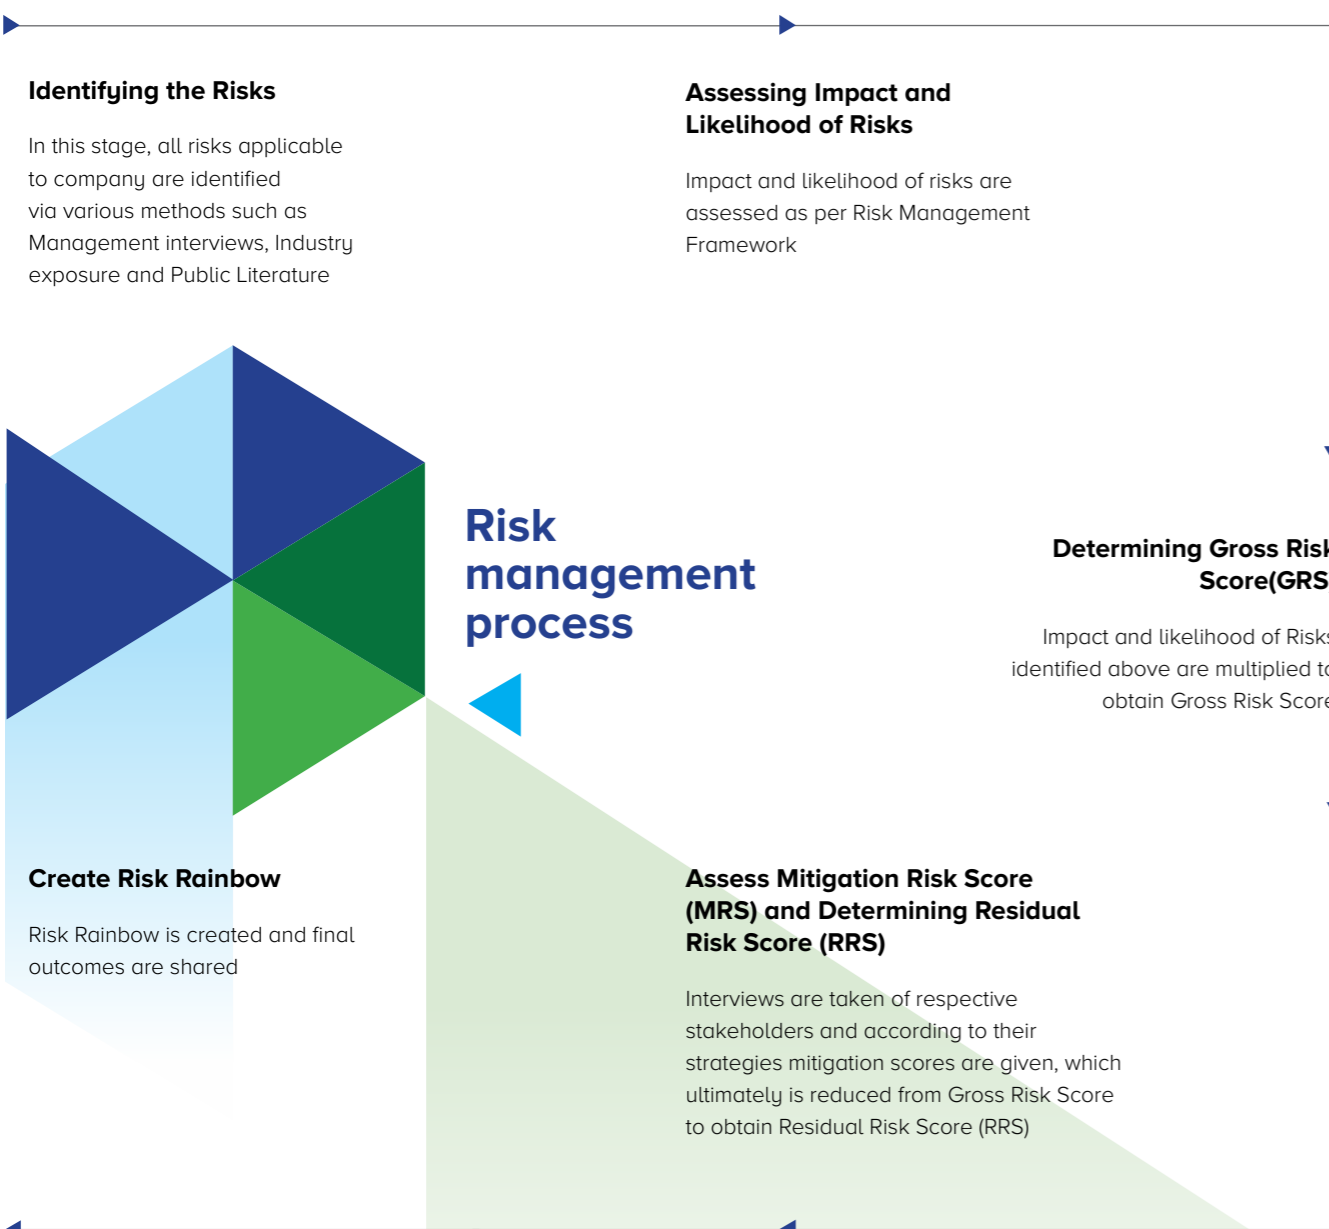 Identifying the Risks
In this stage, all risks applicable
to company are identified
via various methods such as
Management interviews, Industry
exposure and Public Literature
Assessing Impact and
Likelihood of Risks
Impact and likelihood of risks are
assessed as per Risk Management
Framework
Risk
management
process
Determining Gross Risk
Score(GRS
Impact and likelihood of Risks
identified above are multiplied to
obtain Gross Risk Score
Assess Mitigation Risk Score
(MRS) and Determining Residual
Risk Score (RRS)
Interviews are taken of respective
stakeholders and according to their
strategies mitigation scores are given, which
ultimately is reduced from Gross Risk Score
to obtain Residual Risk Score (RRS)
Create Risk Rainbow
Risk Rainbow is created and final
outcomes are shared